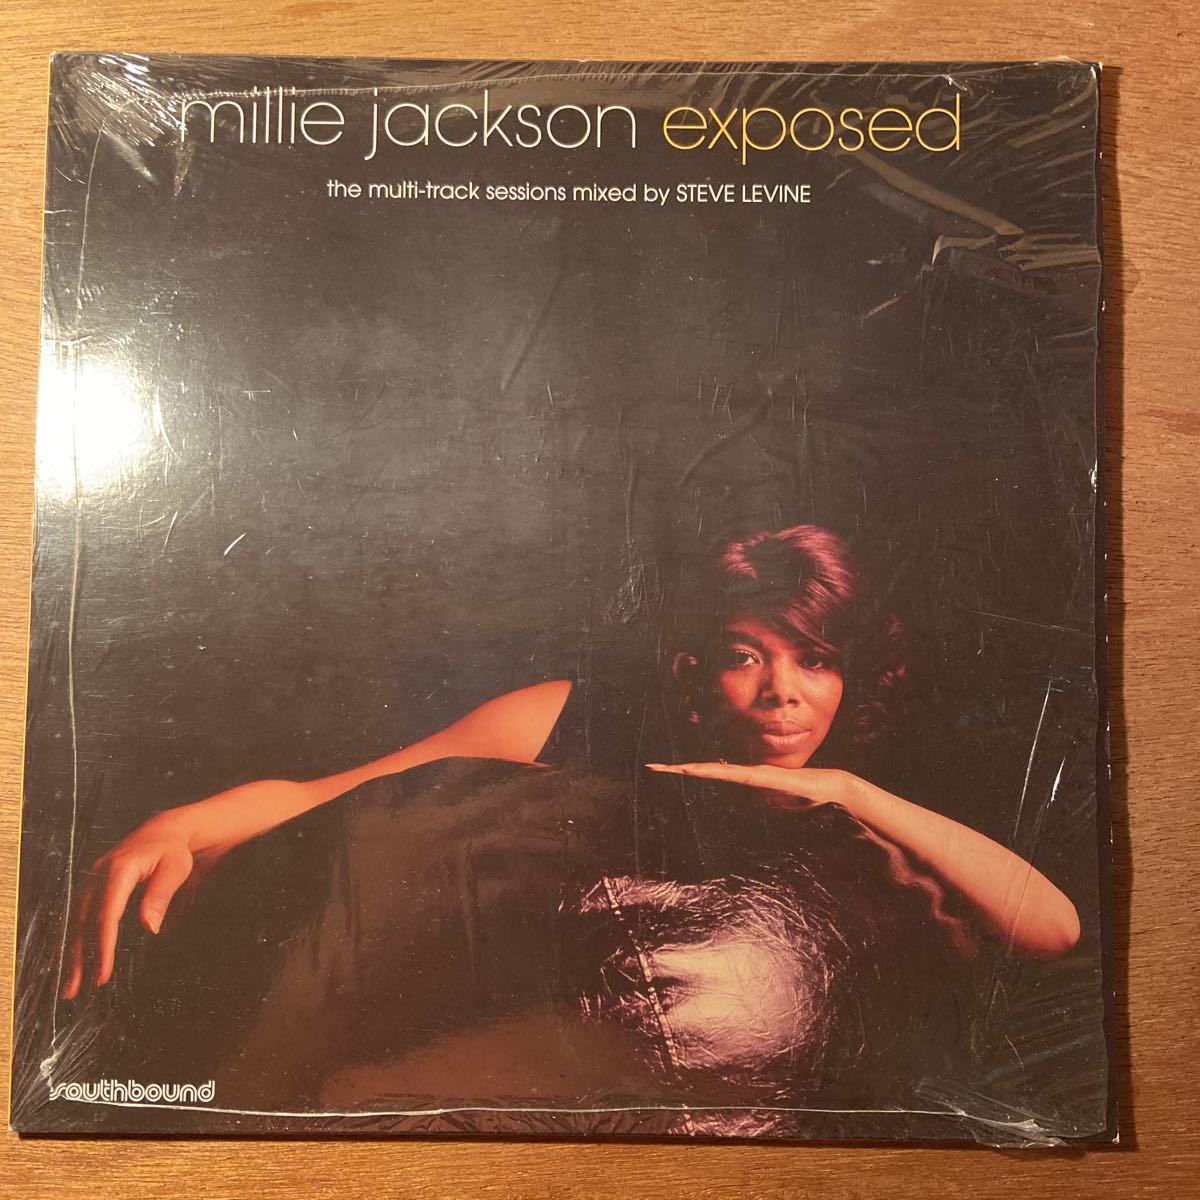 millie jackson exposed
the multi-track sessions mixed by STEVE LEVINE
southbound